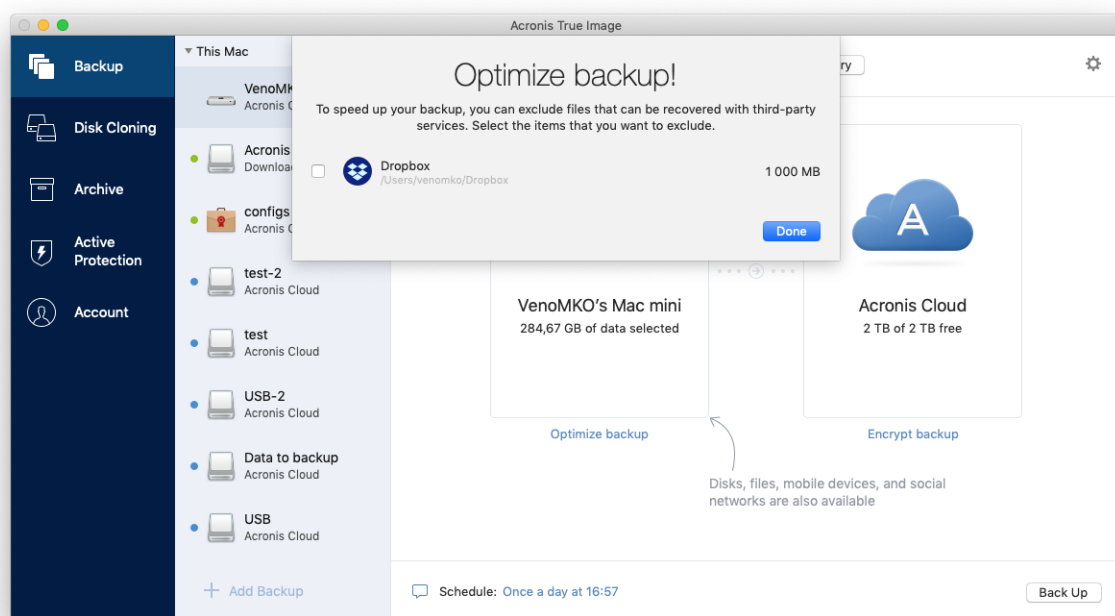 Acronis True Image
Backup
Disk Cloning
Archive
Active
Protection
Account
This Mac
VenoMK
Acronis
Acronis
Downloa
configs
Acronis
test-2
Acronis Cloud
test
Acronis Cloud
USB-2
Acronis Cloud
Data to backup
Acronis Cloud
USB
Acronis Cloud
Add Backup
Optimize backup!
To speed up your backup, you can exclude files that can be recovered with third-party
services. Select the items that you want to exclude.
Dropbox
/Users/venomko/Dropbox
1 000 MB
Done
ry
A
VenoMKO's Mac mini
284,67 GB of data selected
Optimize backup
Acronis Cloud
2 TB of 2 TB free
Encrypt backup
Disks, files, mobile devices, and social
networks are also available
Schedule: Once a day at 16:57
Back Up